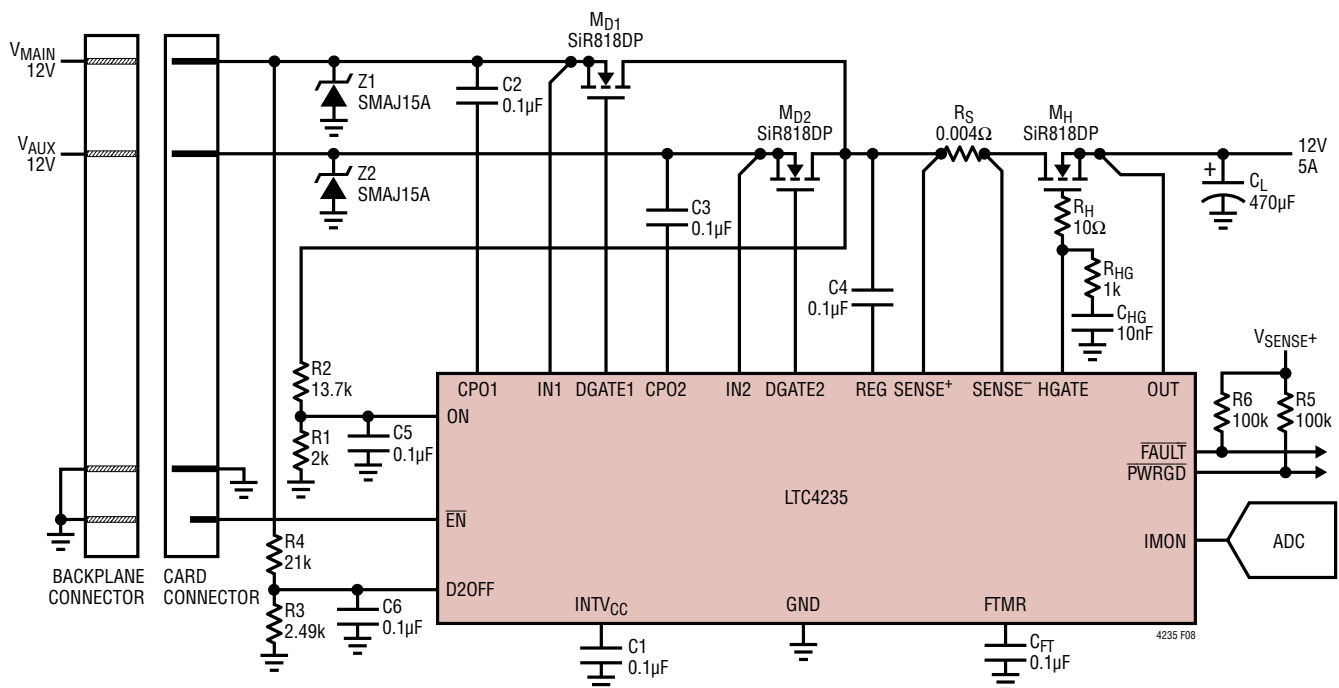 MD1
SiR818DP
VMAIN
12V
Z1
SMAJ15A
C2
0.1µF
MD2
SiR818DP
RS
0.004Ω
MH
SiR818DP
VAUX
12V
12V
5A
Z2
SMAJ15A
+
CL
470µF
C3
0.1µF
RH
10Ω
RHG
1k
C4
0.1µF
CHG
10nF
VSENSE+
R2
13.7k
CPO1 IN1 DGATE1 CPO2 IN2 DGATE2 REG SENSE+ SENSE− HGATE OUT
R6
100k
R5
100k
ON
R1
2k
C5
0.1µF
FAULT
PWRGD
LTC4235
EN
IMON
ADC
R4
21k
BACKPLANE
CONNECTOR
CARD
CONNECTOR
D2OFF
R3
2.49k
C6
0.1µF
INTVCC
GND
FTMR
4235 F08
C1
0.1µF
CFT
0.1µF